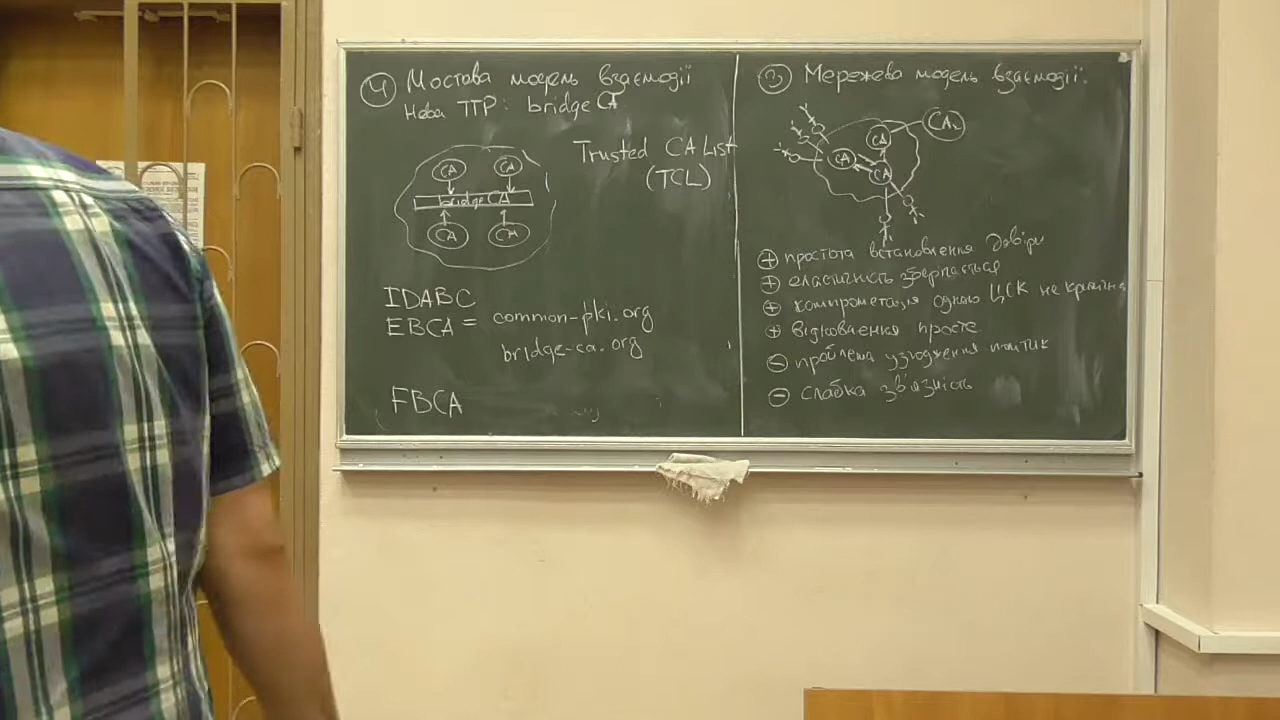 4 Мостова модель взаємодії
Нова ТТР: bridge CA
Trusted CA List
(TCL)
CA CA
bridge CA
CA CA
IDABC
EBCA = common-pki.org
bridge-ca.org
FBCA
3 Мережева модель взаємодії.
CA CA₂
CA
CA
+ простота встановлення довіри
+ еластичність зберігається
+ компрометація одного ЦСК не критична
+ відновлення просте
- проблема узгодження політик
- слабка зв'язність